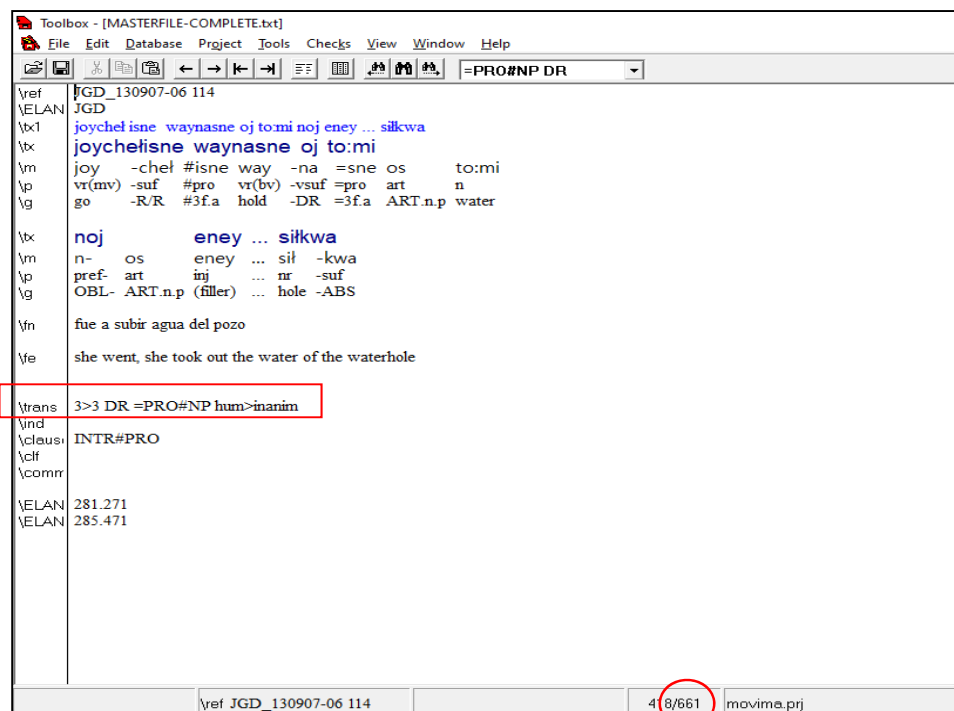 Toolbox - [MASTERFILE-COMPLETE.txt]
File Edit Database Project Tools Checks View Window Help
=PRO#NP DR
\ref JGD_130907-06 114
\ELAN JGD
\tx1 joycheł isne waynasne oj to:mi noj eney ... siłkwa
\tx joychełisne waynasne oj to:mi
\m joy -cheł #isne way -na =sne os to:mi
\p vr(mv) -suf #pro vr(bv) -vsuf =pro art n
\g go -R/R #3f.a hold -DR =3f.a ART.n.p water
\tx noj eney ... siłkwa
\m n- os eney ... sił -kwa
\p pref- art inj ... nr -suf
\g OBL- ART.n.p (filler) ... hole -ABS
\fn fue a subir agua del pozo
\fe she went, she took out the water of the waterhole
\trans 3>3 DR =PRO#NP hum>inanim
\ind
\claus INTR#PRO
\clf
\comm
\ELAN 281.271
\ELAN 285.471
\ref JGD_130907-06 114 418/661 movima.prj